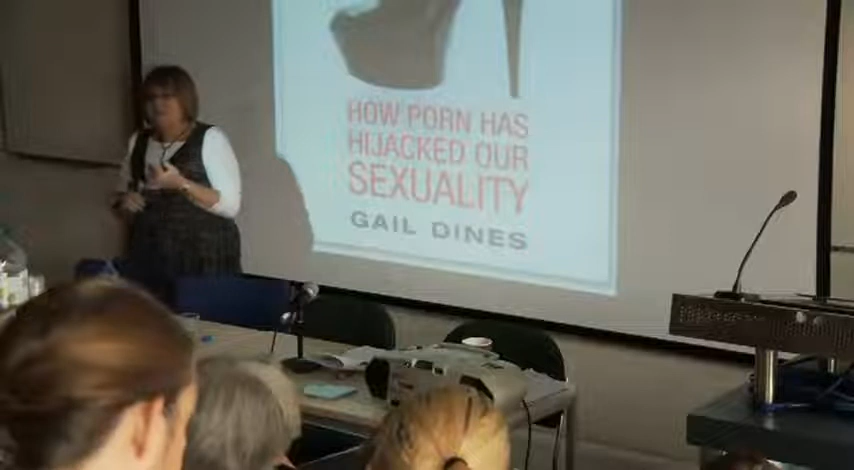 HOW PORN HAS
HIJACKED OUR
SEXUALITY
GAIL DINES